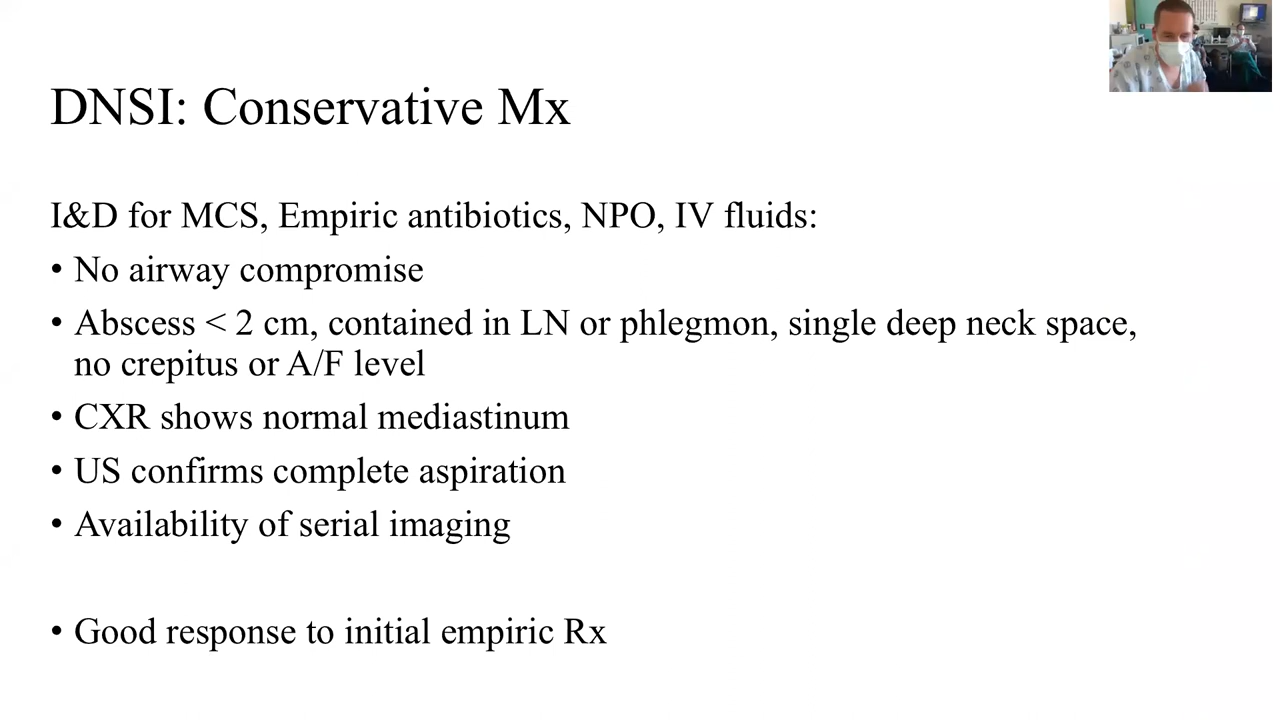 DNSI: Conservative Mx
I&D for MCS, Empiric antibiotics, NPO, IV fluids:
• No airway compromise
• Abscess < 2 cm, contained in LN or phlegmon, single deep neck space,
no crepitus or A/F level
• CXR shows normal mediastinum
• US confirms complete aspiration
• Availability of serial imaging
• Good response to initial empiric Rx